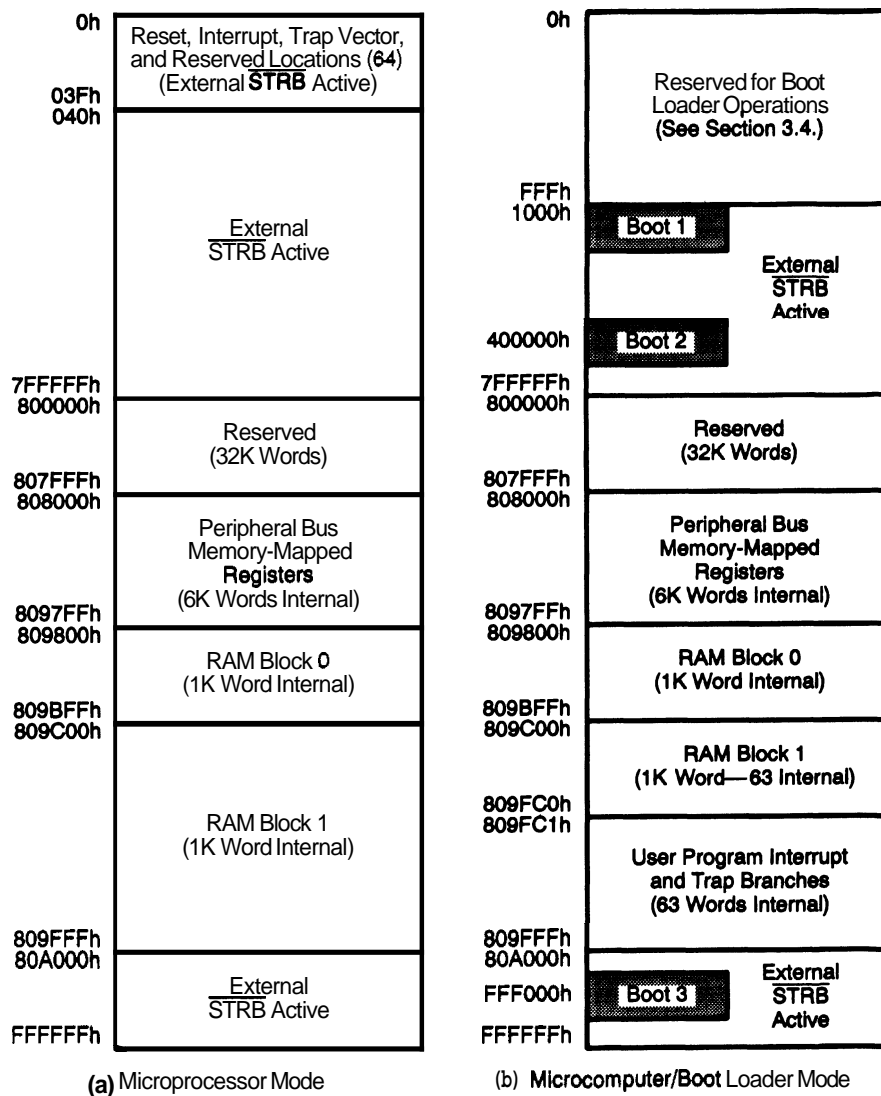 0h
Reset, Interrupt, Trap Vector,
and Reserved Locations (64)
(External STRB Active)
03Fh
040h
External
STRB Active
7FFFFFh
800000h
Reserved
(32K Words)
807FFFh
808000h
Peripheral Bus
Memory-Mapped
Registers
(6K Words Internal)
8097FFh
809800h
RAM Block 0
(1K Word Internal)
809BFFh
809C00h
RAM Block 1
(1K Word Internal)
809FFFh
80A000h
External
STRB Active
FFFFFFh
(a) Microprocessor Mode
0h
Reserved for Boot
Loader Operations
(See Section 3.4.)
FFFh
1000h
Boot 1
External
STRB
Active
400000h
Boot 2
7FFFFFh
800000h
Reserved
(32K Words)
807FFFh
808000h
Peripheral Bus
Memory-Mapped
Registers
(6K Words Internal)
8097FFh
809800h
RAM Block 0
(1K Word Internal)
809BFFh
809C00h
RAM Block 1
(1K Word—63 Internal)
809FC0h
809FC1h
User Program Interrupt
and Trap Branches
(63 Words Internal)
809FFFh
80A000h
External
STRB
Active
FFF000h
Boot 3
FFFFFFh
(b) Microcomputer/Boot Loader Mode